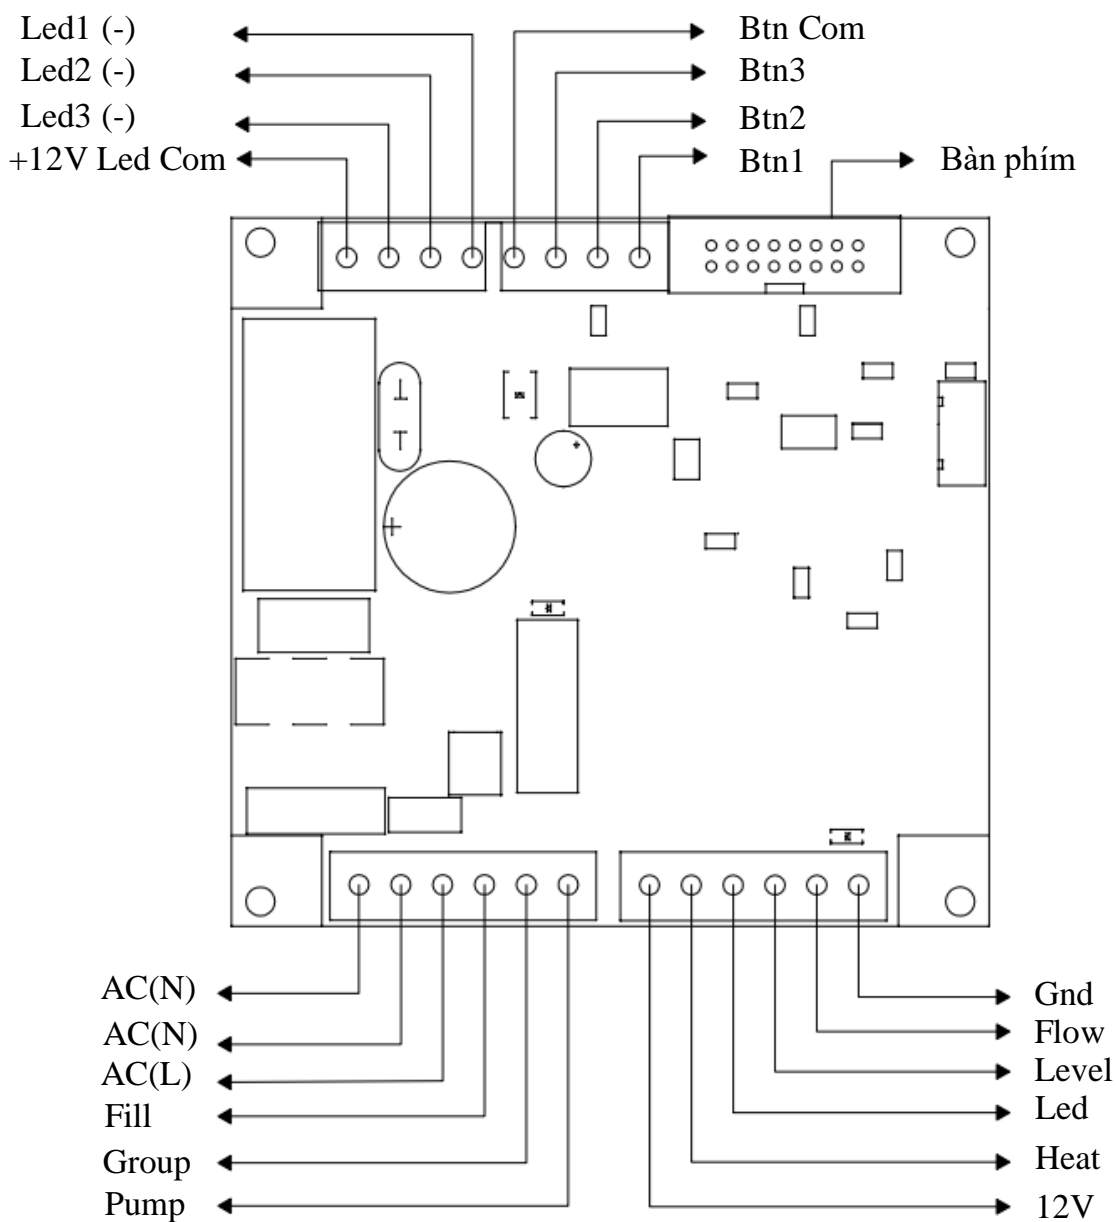 Led1 (-)
Led2 (-)
Led3 (-)
+12V Led Com
Btn Com
Btn3
Btn2
Btn1
Bàn phím
AC(N)
AC(N)
AC(L)
Fill
Group
Pump
Gnd
Flow
Level
Led
Heat
12V